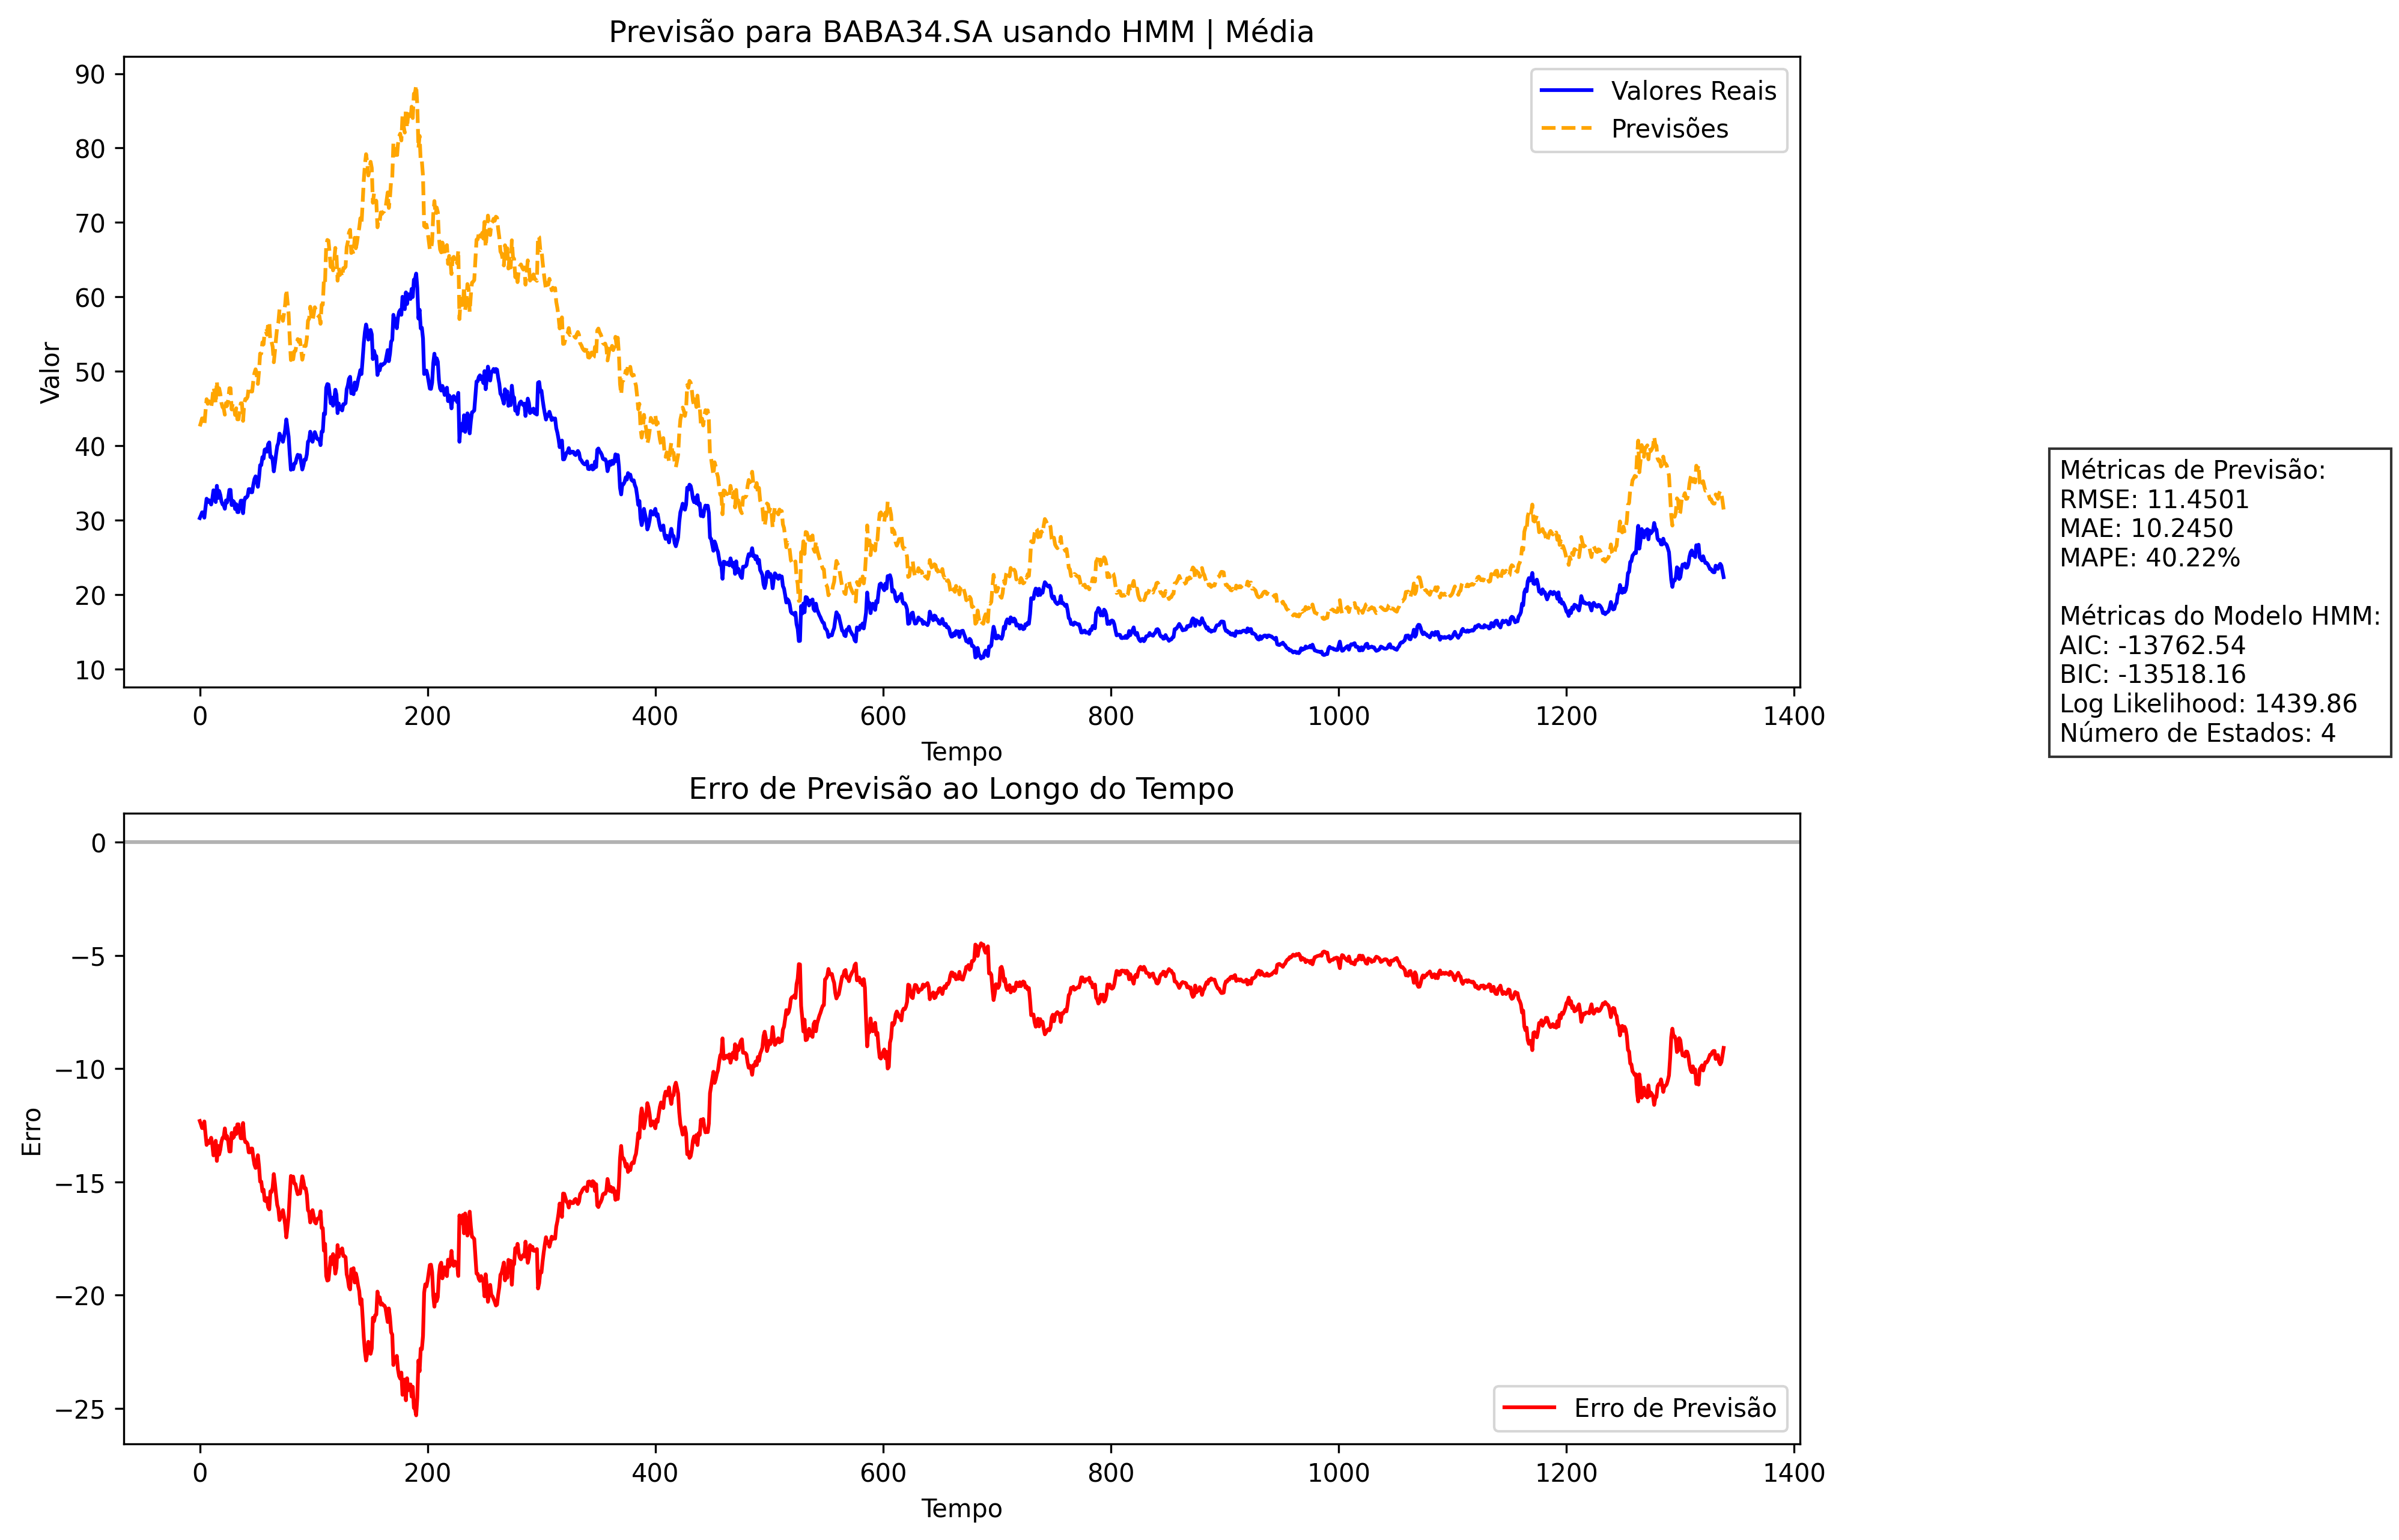 Previsão para BABA34.SA usando HMM | Média
90
80
70
60
50
40
30
20
10
Valor
Valores Reais
Previsões
0 200 400 600 800 1000 1200 1400
Tempo
Métricas de Previsão:
RMSE: 11.4501
MAE: 10.2450
MAPE: 40.22%
Métricas do Modelo HMM:
AIC: -13762.54
BIC: -13518.16
Log Likelihood: 1439.86
Número de Estados: 4
Erro de Previsão ao Longo do Tempo
0
−5
−10
−15
−20
−25
Erro
Erro de Previsão
0 200 400 600 800 1000 1200 1400
Tempo